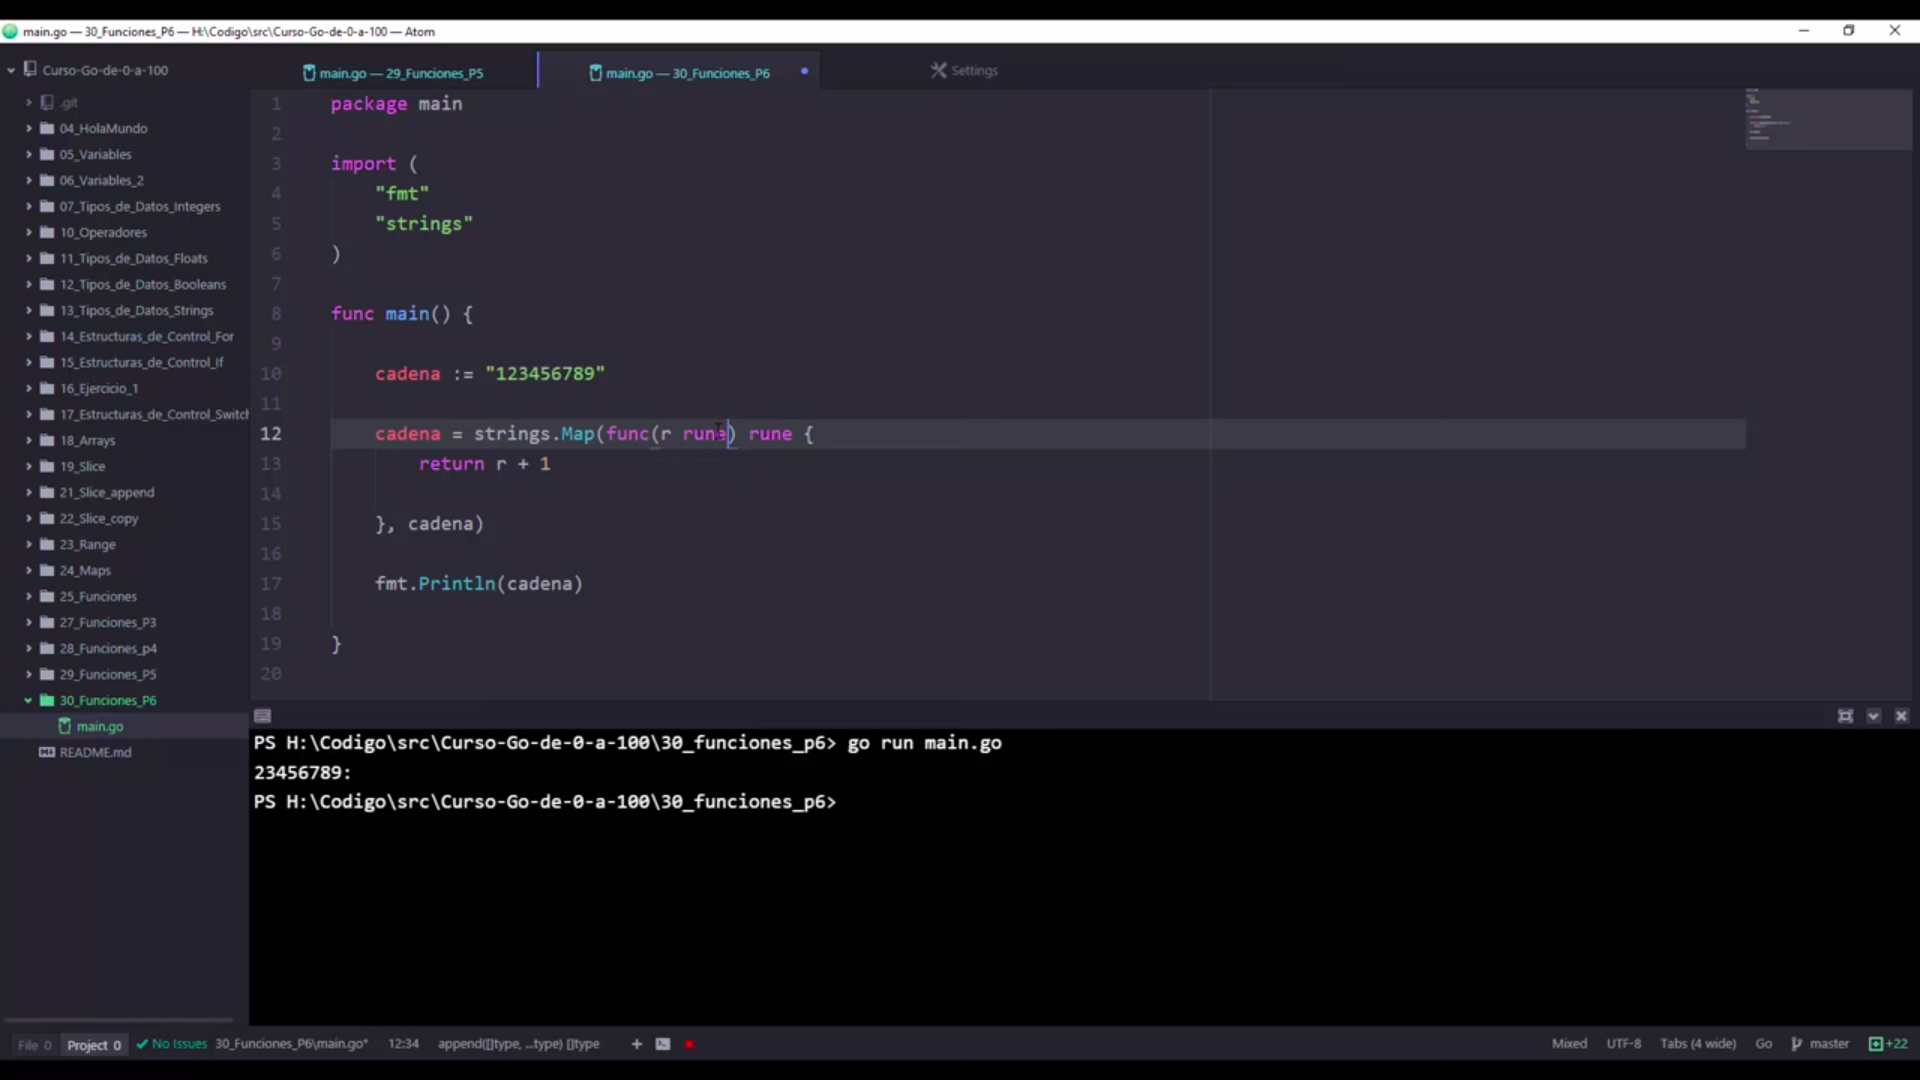 main.go — 30_Funciones_P6 — H:\Codigo\src\Curso-Go-de-0-a-100 — Atom
Curso-Go-de-0-a-100
main.go — 29_Funciones_P5
main.go — 30_Funciones_P6
Settings
.git
04_HolaMundo
05_Variables
06_Variables_2
07_Tipos_de_Datos_Integers
10_Operadores
11_Tipos_de_Datos_Floats
12_Tipos_de_Datos_Booleans
13_Tipos_de_Datos_Strings
14_Estructuras_de_Control_For
15_Estructuras_de_Control_If
16_Ejercicio_1
17_Estructuras_de_Control_Switch
18_Arrays
19_Slice
21_Slice_append
22_Slice_copy
23_Range
24_Maps
25_Funciones
27_Funciones_P3
28_Funciones_p4
29_Funciones_P5
30_Funciones_P6
main.go
README.md
1 package main
2
3 import (
4 "fmt"
5 "strings"
6 )
7
8 func main() {
9
10 cadena := "123456789"
11
12 cadena = strings.Map(func(r rune) rune {
13 return r + 1
14
15 }, cadena)
16
17 fmt.Println(cadena)
18
19 }
20
PS H:\Codigo\src\Curso-Go-de-0-a-100\30_funciones_p6> go run main.go
23456789:
PS H:\Codigo\src\Curso-Go-de-0-a-100\30_funciones_p6>
File 0 Project 0 No Issues 30_Funciones_P6\main.go* 12:34 append([]type, ...type) []type + Mixed UTF-8 Tabs (4 wide) Go master +22